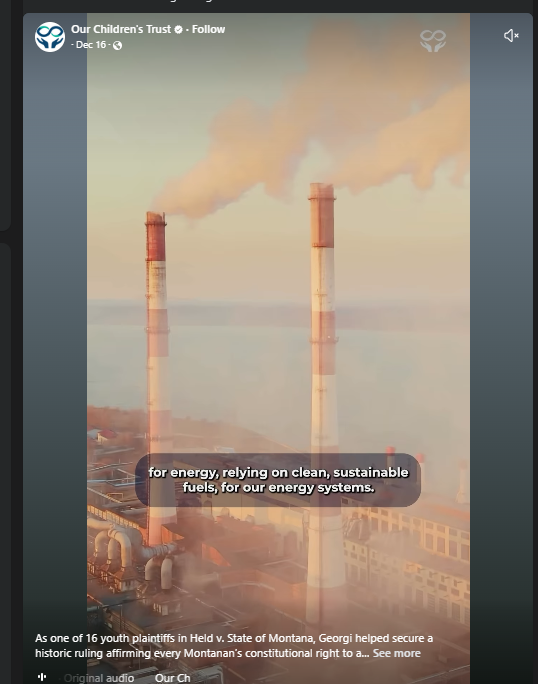 Our Children's Trust · Follow
· Dec 16 ·
for energy, relying on clean, sustainable
fuels, for our energy systems.
As one of 16 youth plaintiffs in Held v. State of Montana, Georgi helped secure a
historic ruling affirming every Montanan's constitutional right to a... See more
Original audio Our Ch